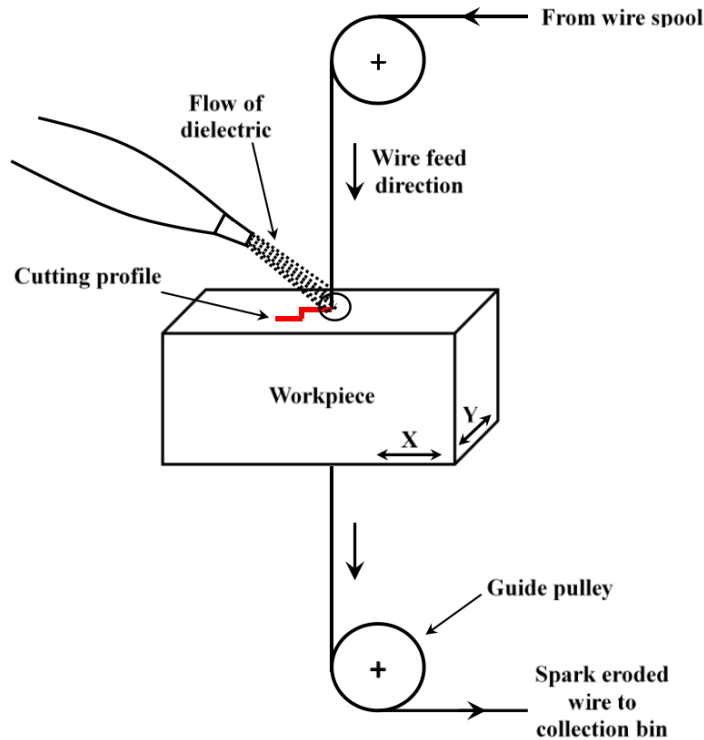 From wire spool
Flow of
dielectric
Wire feed
direction
Cutting profile
Workpiece
X
Y
Guide pulley
Spark eroded
wire to
collection bin